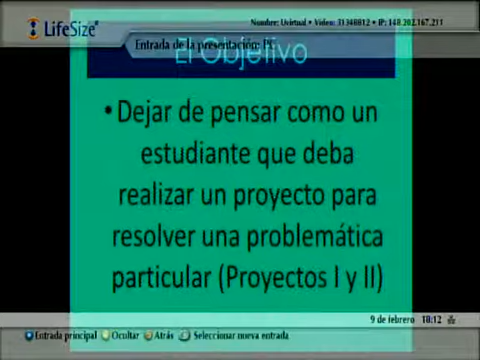 LifeSize®
Nombre: Uvirtual • Video: 31340812 • IP: 148.202.167.211
Entrada de la presentación: PC
El Objetivo
• Dejar de pensar como un
estudiante que deba
realizar un proyecto para
resolver una problemática
particular (Proyectos I y II)
9 de febrero 18:12
Entrada principal Ocultar Atrás Seleccionar nueva entrada